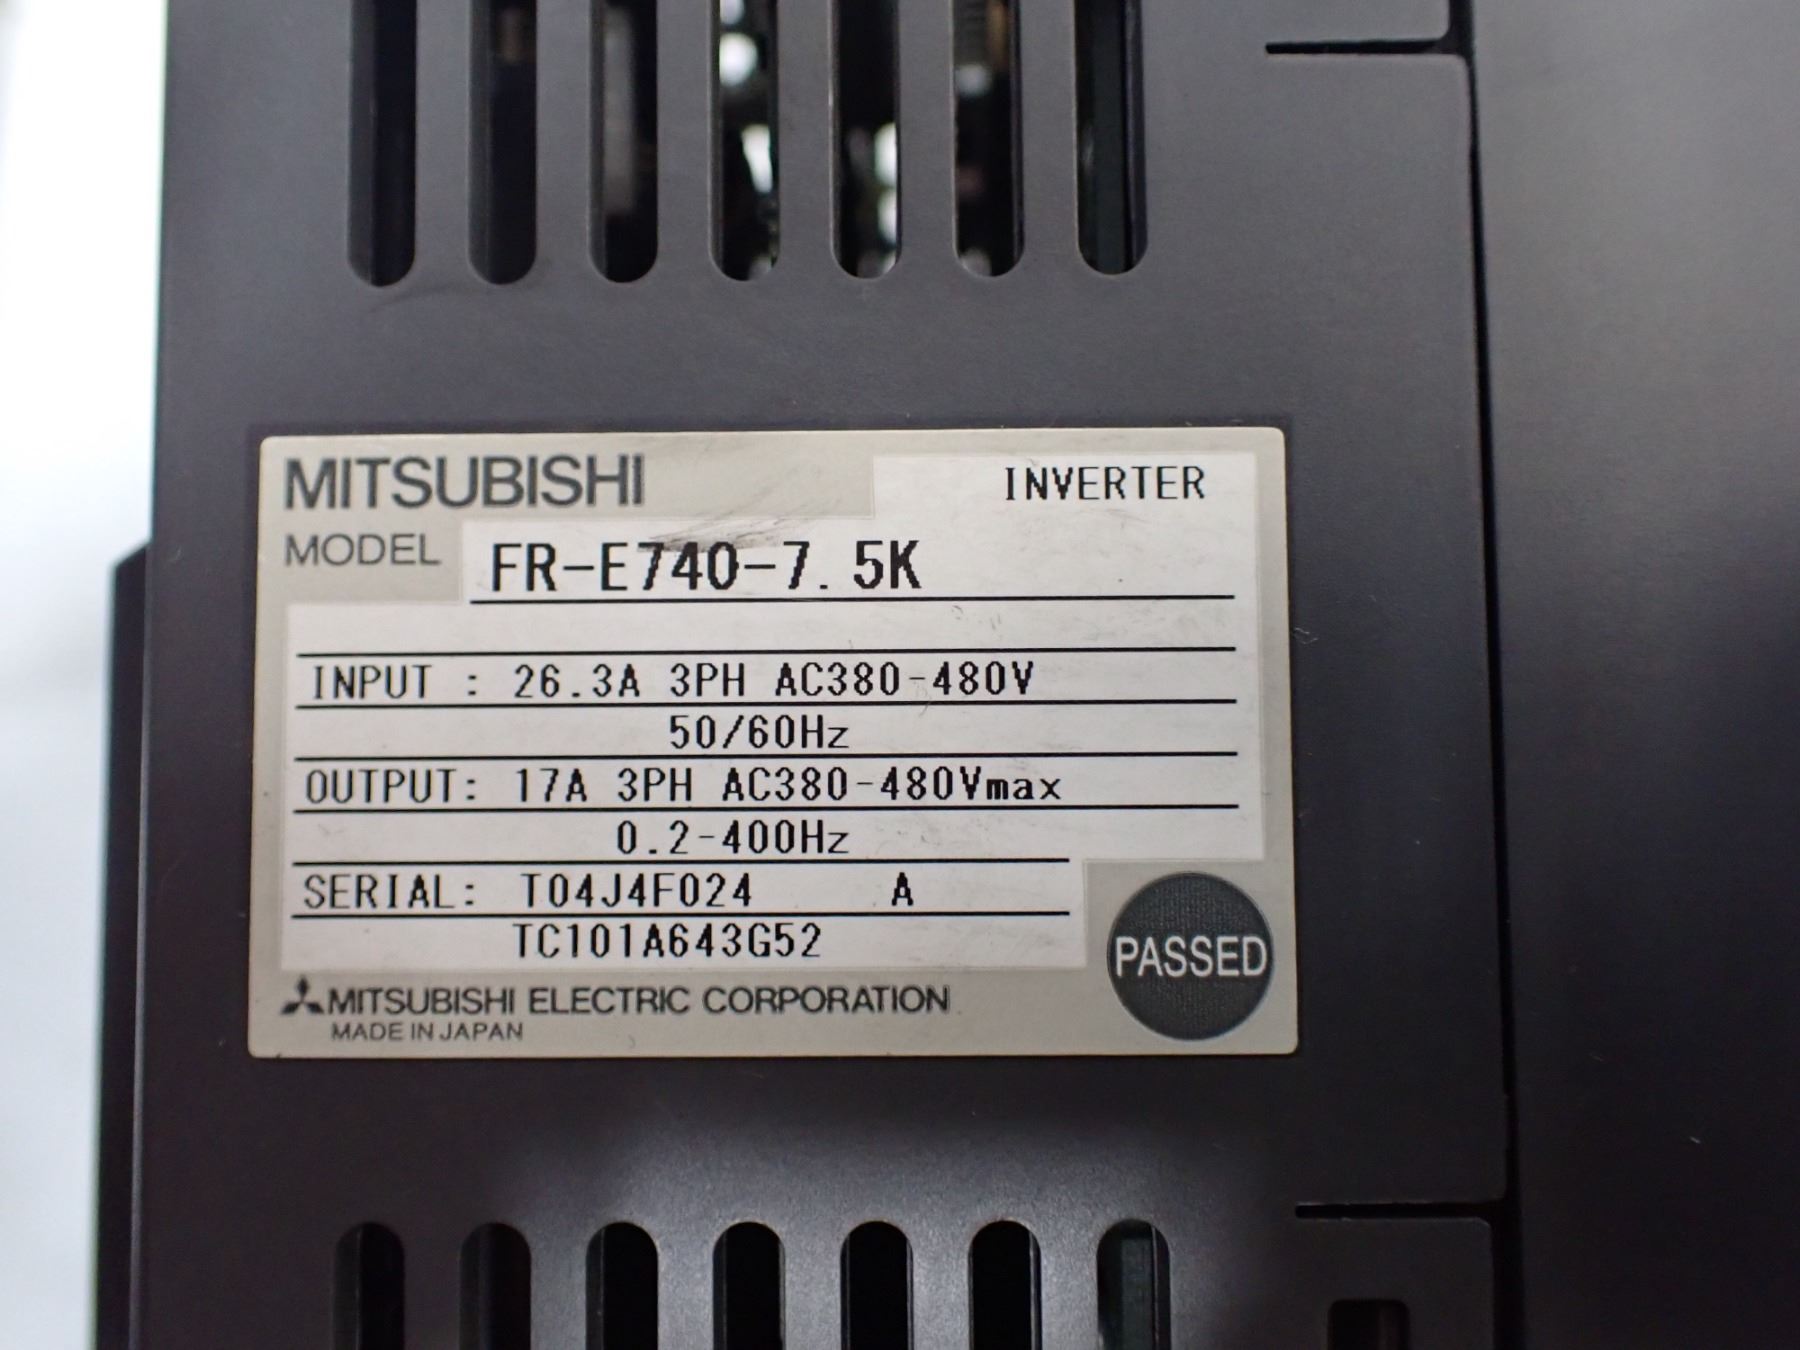 MITSUBISHI INVERTER
MODEL FR-E740-7.5K
INPUT : 26.3A 3PH AC380-480V
50/60Hz
OUTPUT: 17A 3PH AC380-480Vmax
0.2-400Hz
SERIAL: T04J4F024 A
TC101A643G52
PASSED
MITSUBISHI ELECTRIC CORPORATION
MADE IN JAPAN